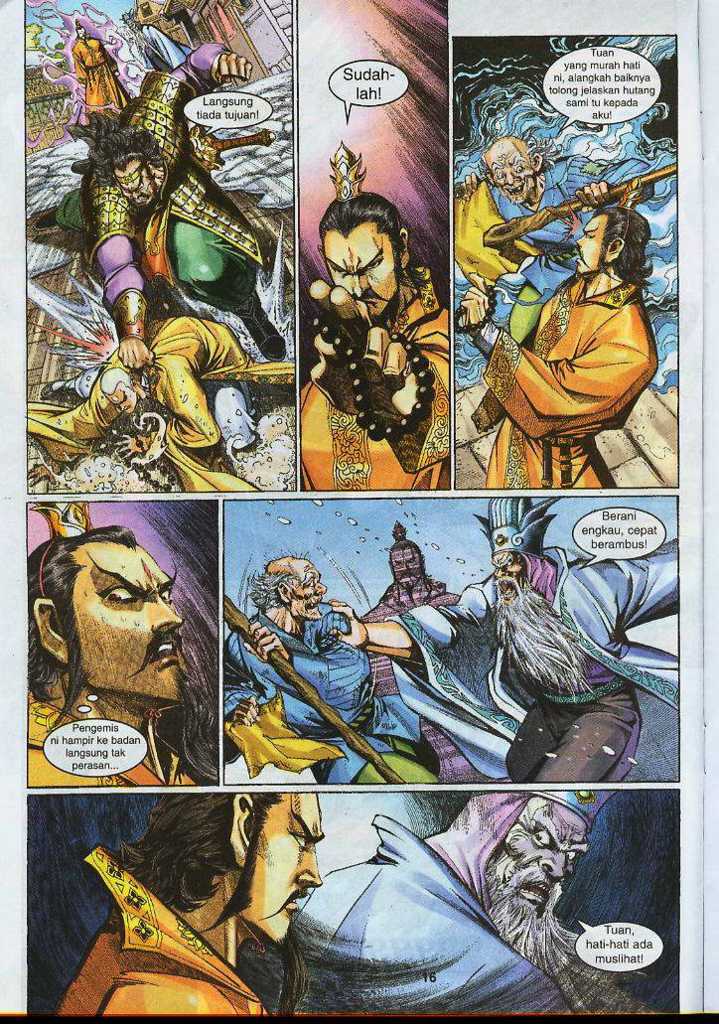 Langsung
tiada tujuan!
Sudah-
lah!
Tuan
yang murah hati
ni, alangkah baiknya
tolong jelaskan hutang
sami tu kepada
aku!
Pengemis
ni hampir ke badan
langsung tak
perasan...
Berani
engkau, cepat
berambus!
Tuan,
hati-hati ada
muslihat!
16